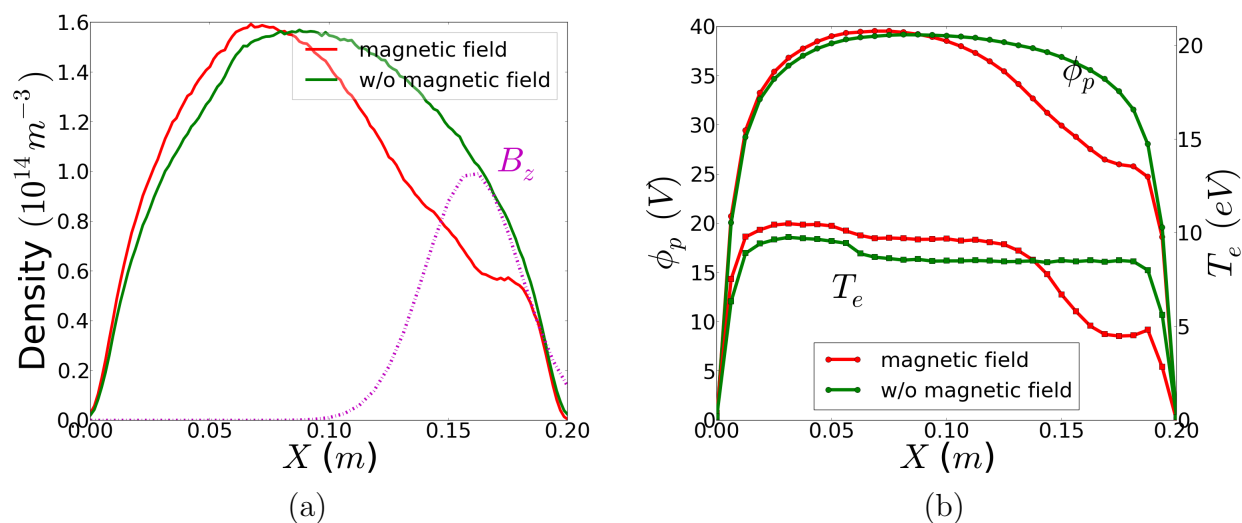 1.6
1.4
1.2
1.0
0.8
0.6
0.4
0.2
0.0
Density (10^{14} m^{-3})
magnetic field
w/o magnetic field
B_z
0.00 0.05 0.10 0.15 0.20
X (m)
(a)
40
35
30
25
20
15
10
5
0
ϕ_p (V)
ϕ_p
T_e
magnetic field
w/o magnetic field
20
15
10
5
0
T_e (eV)
0.00 0.05 0.10 0.15 0.20
X (m)
(b)